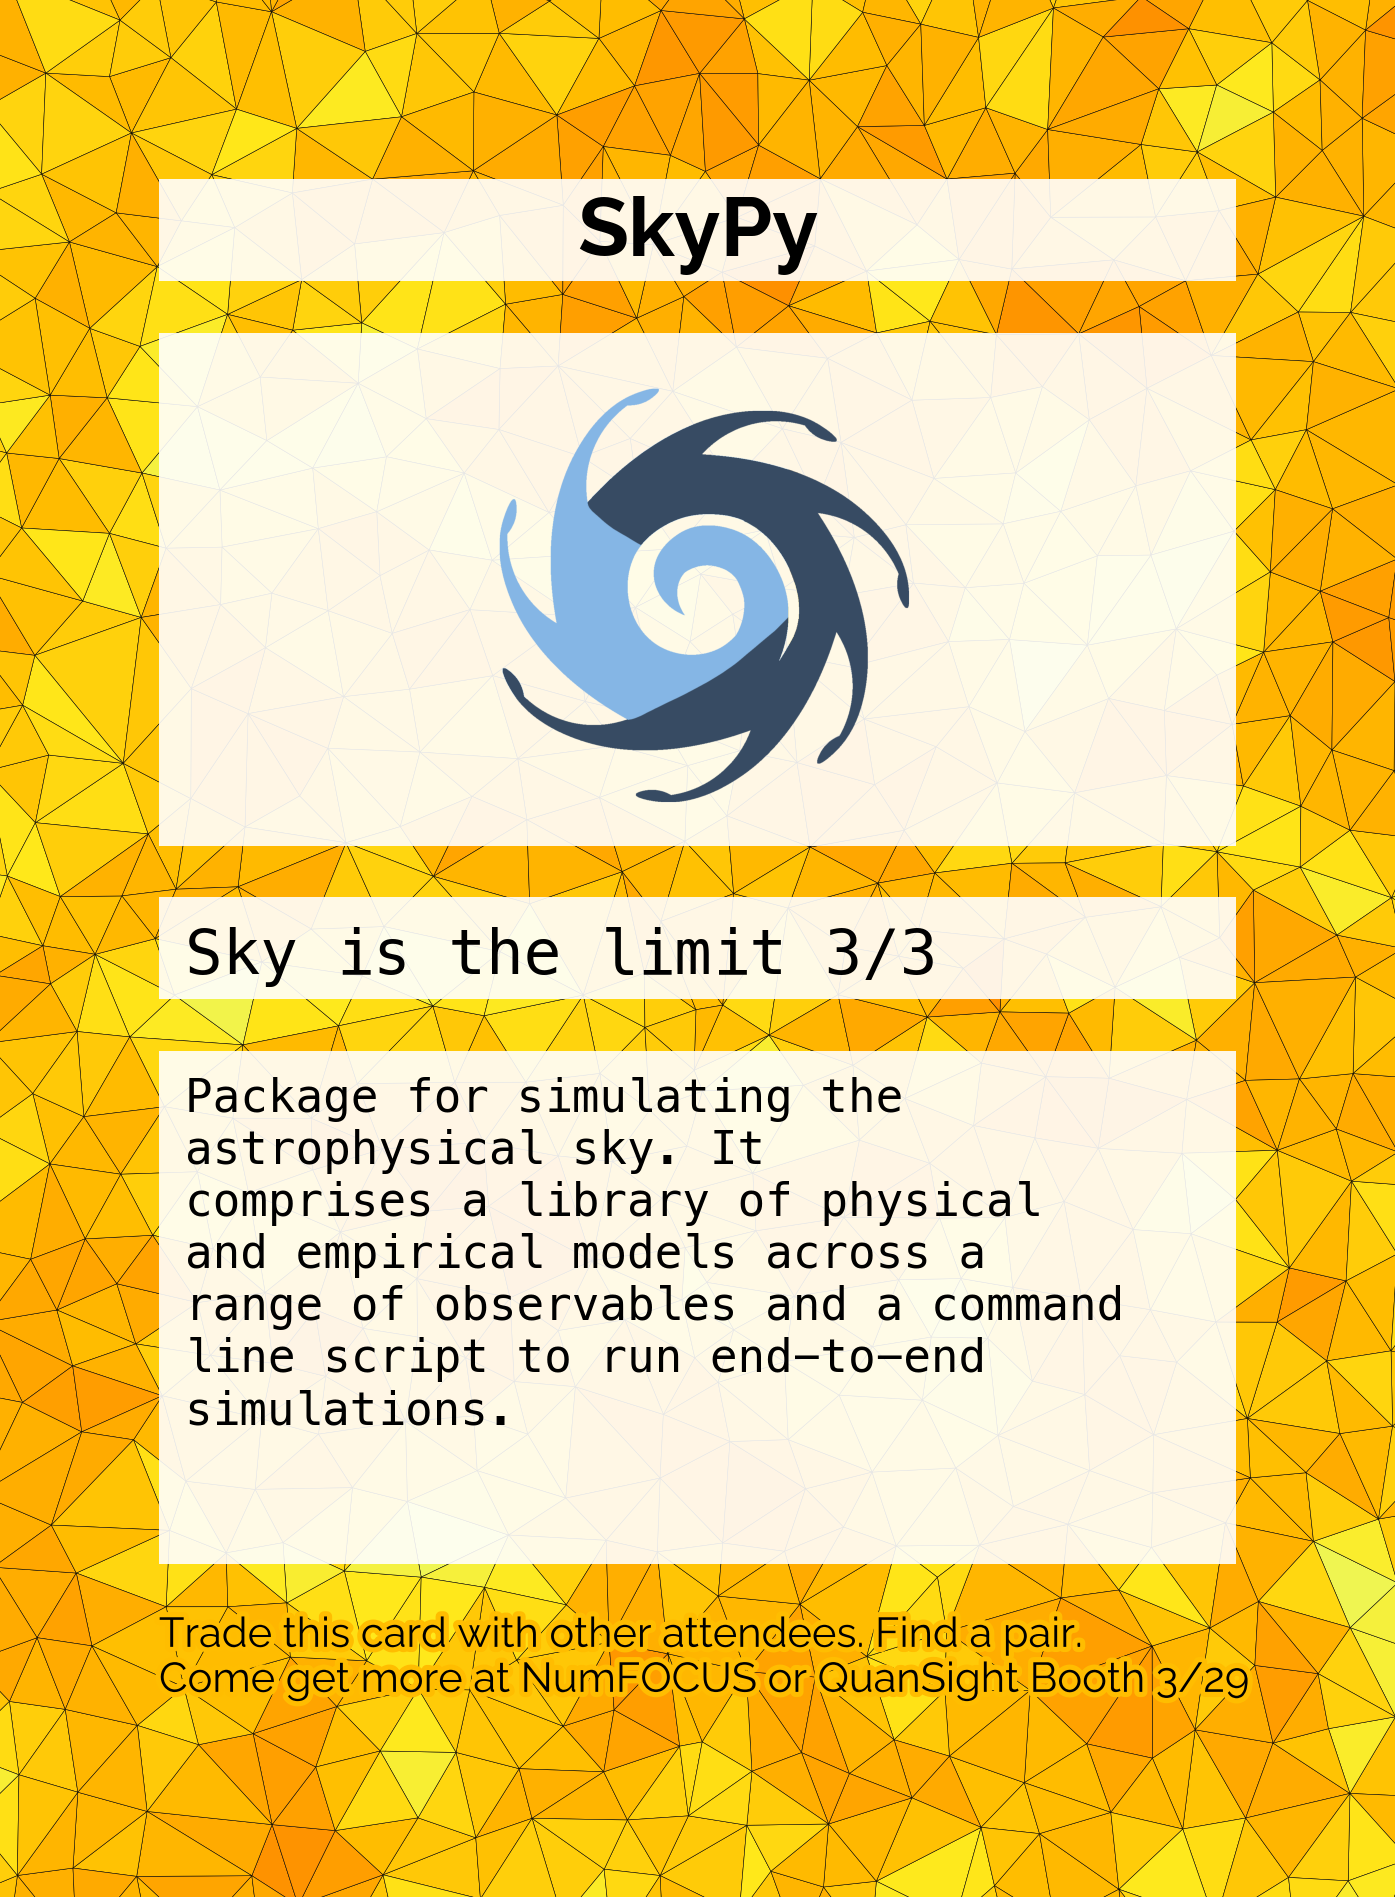 SkyPy
Sky is the limit 3/3
Package for simulating the
astrophysical sky. It
comprises a library of physical
and empirical models across a
range of observables and a command
line script to run end-to-end
simulations.
Trade this card with other attendees. Find a pair.
Come get more at NumFOCUS or QuanSight Booth 3/29